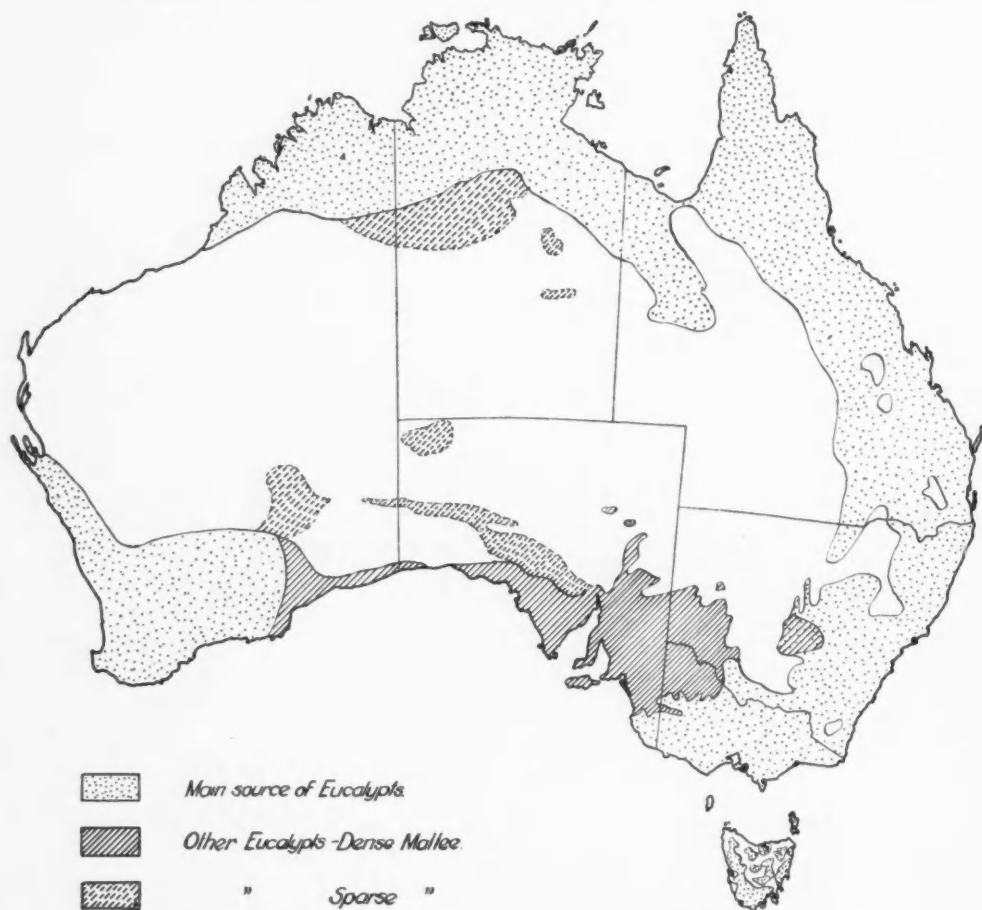 Main source of Eucalypts.
Other Eucalypts - Dense Mallee.
" Sparse "